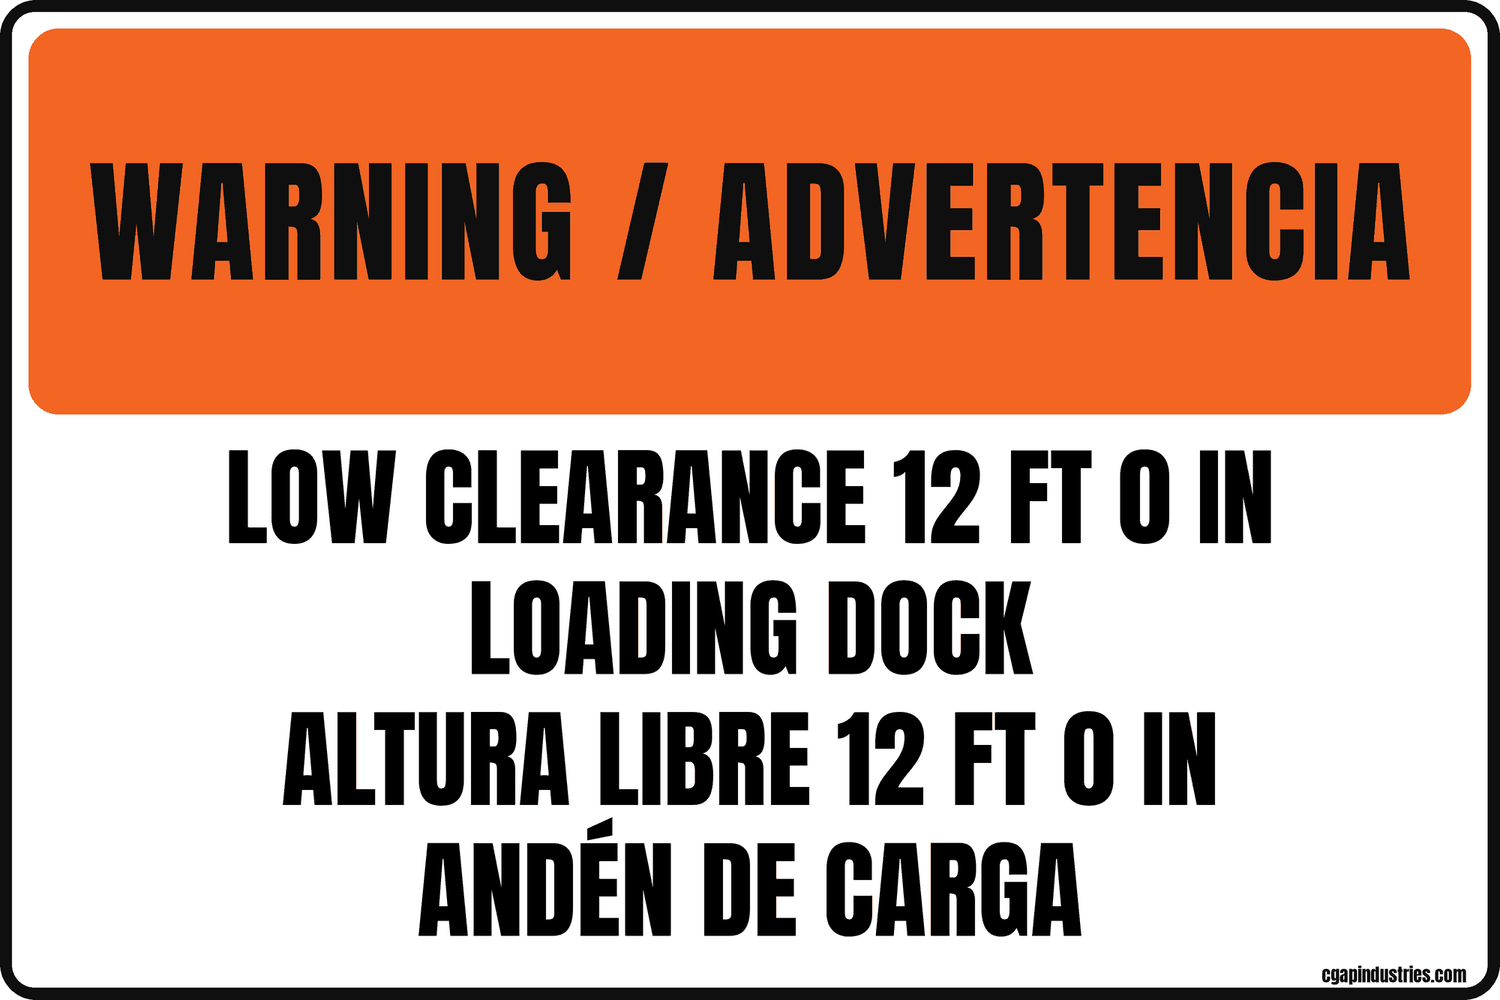 WARNING / ADVERTENCIA
LOW CLEARANCE 12 FT 0 IN
LOADING DOCK
ALTURA LIBRE 12 FT 0 IN
ANDÉN DE CARGA
cgapindustries.com